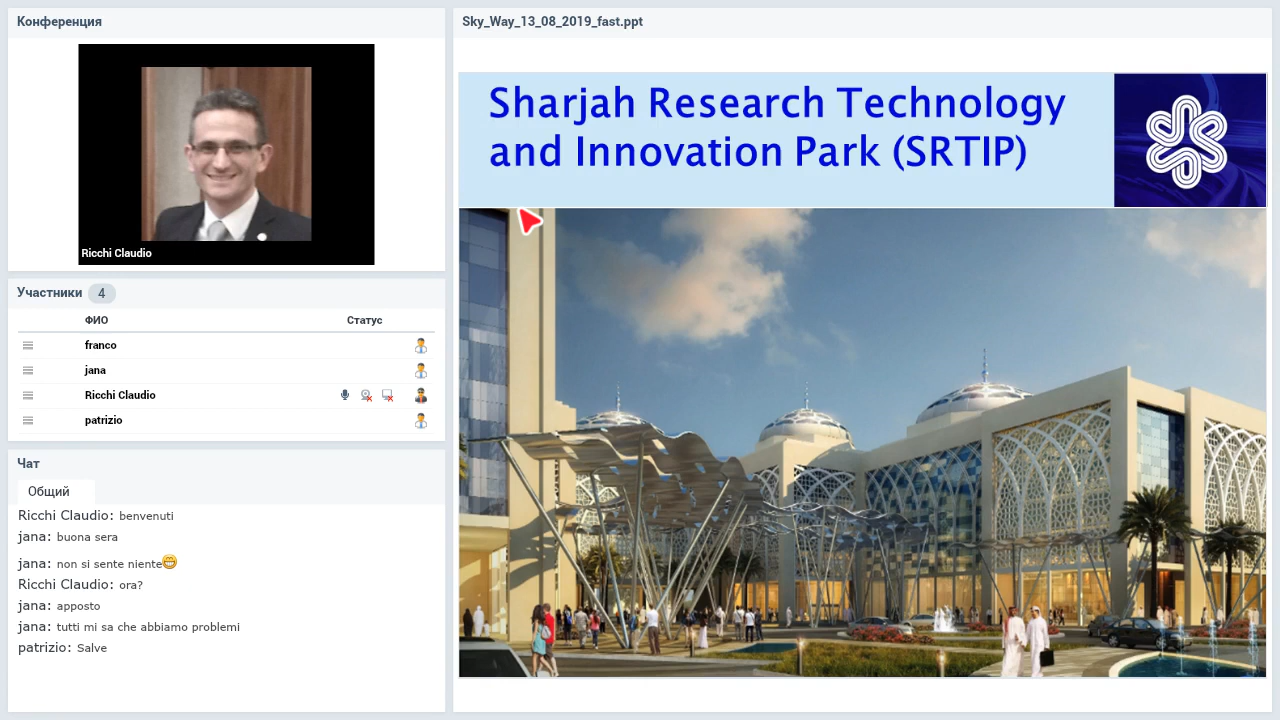 Конференция
Ricchi Claudio
Участники 4
ФИО Статус
franco
jana
Ricchi Claudio
patrizio
Чат
Общий
Ricchi Claudio: benvenuti
jana: buona sera
jana: non si sente niente
Ricchi Claudio: ora?
jana: apposto
jana: tutti mi sa che abbiamo problemi
patrizio: Salve
Sky_Way_13_08_2019_fast.ppt
Sharjah Research Technology
and Innovation Park (SRTIP)